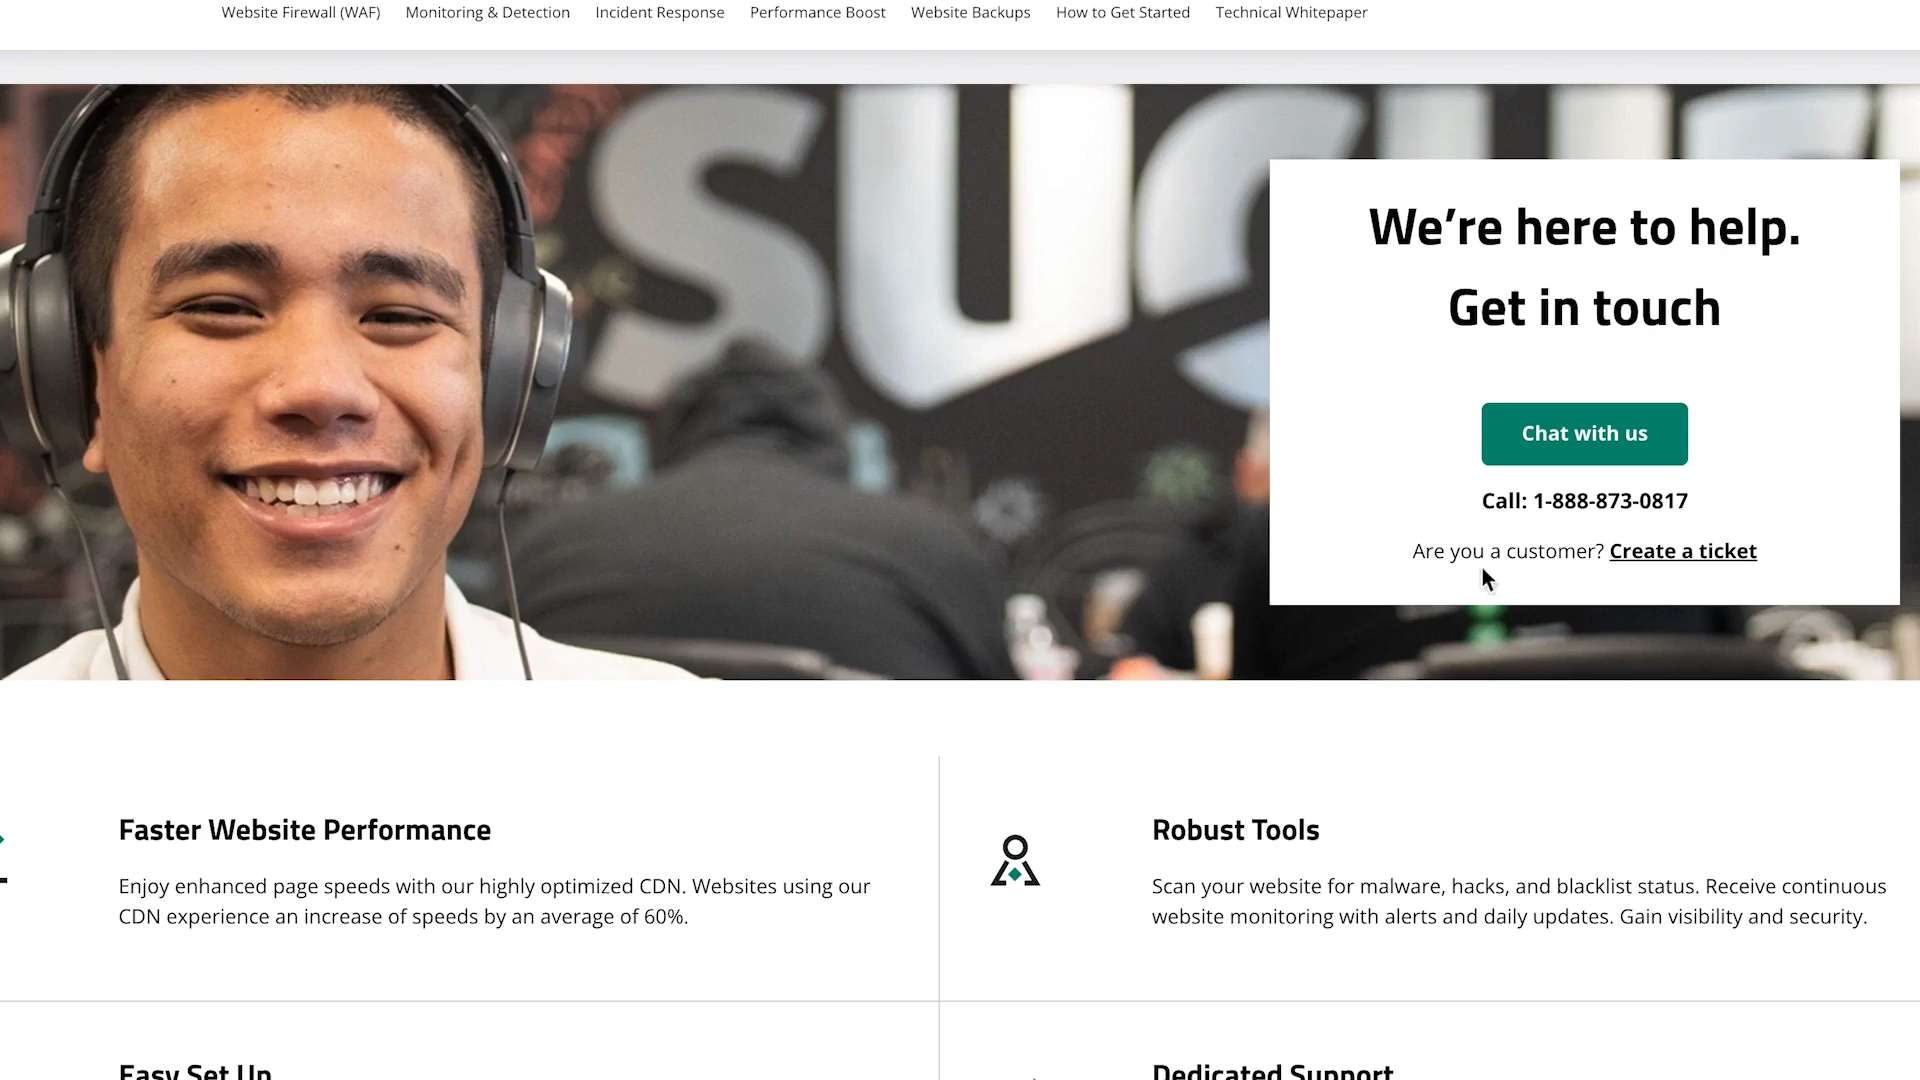 Website Firewall (WAF) Monitoring & Detection Incident Response Performance Boost Website Backups How to Get Started Technical Whitepaper
We’re here to help.
Get in touch
Chat with us
Call: 1-888-873-0817
Are you a customer? Create a ticket
Faster Website Performance
Enjoy enhanced page speeds with our highly optimized CDN. Websites using our
CDN experience an increase of speeds by an average of 60%.
Robust Tools
Scan your website for malware, hacks, and blacklist status. Receive continuous
website monitoring with alerts and daily updates. Gain visibility and security.
Easy Set Up
Dedicated Support